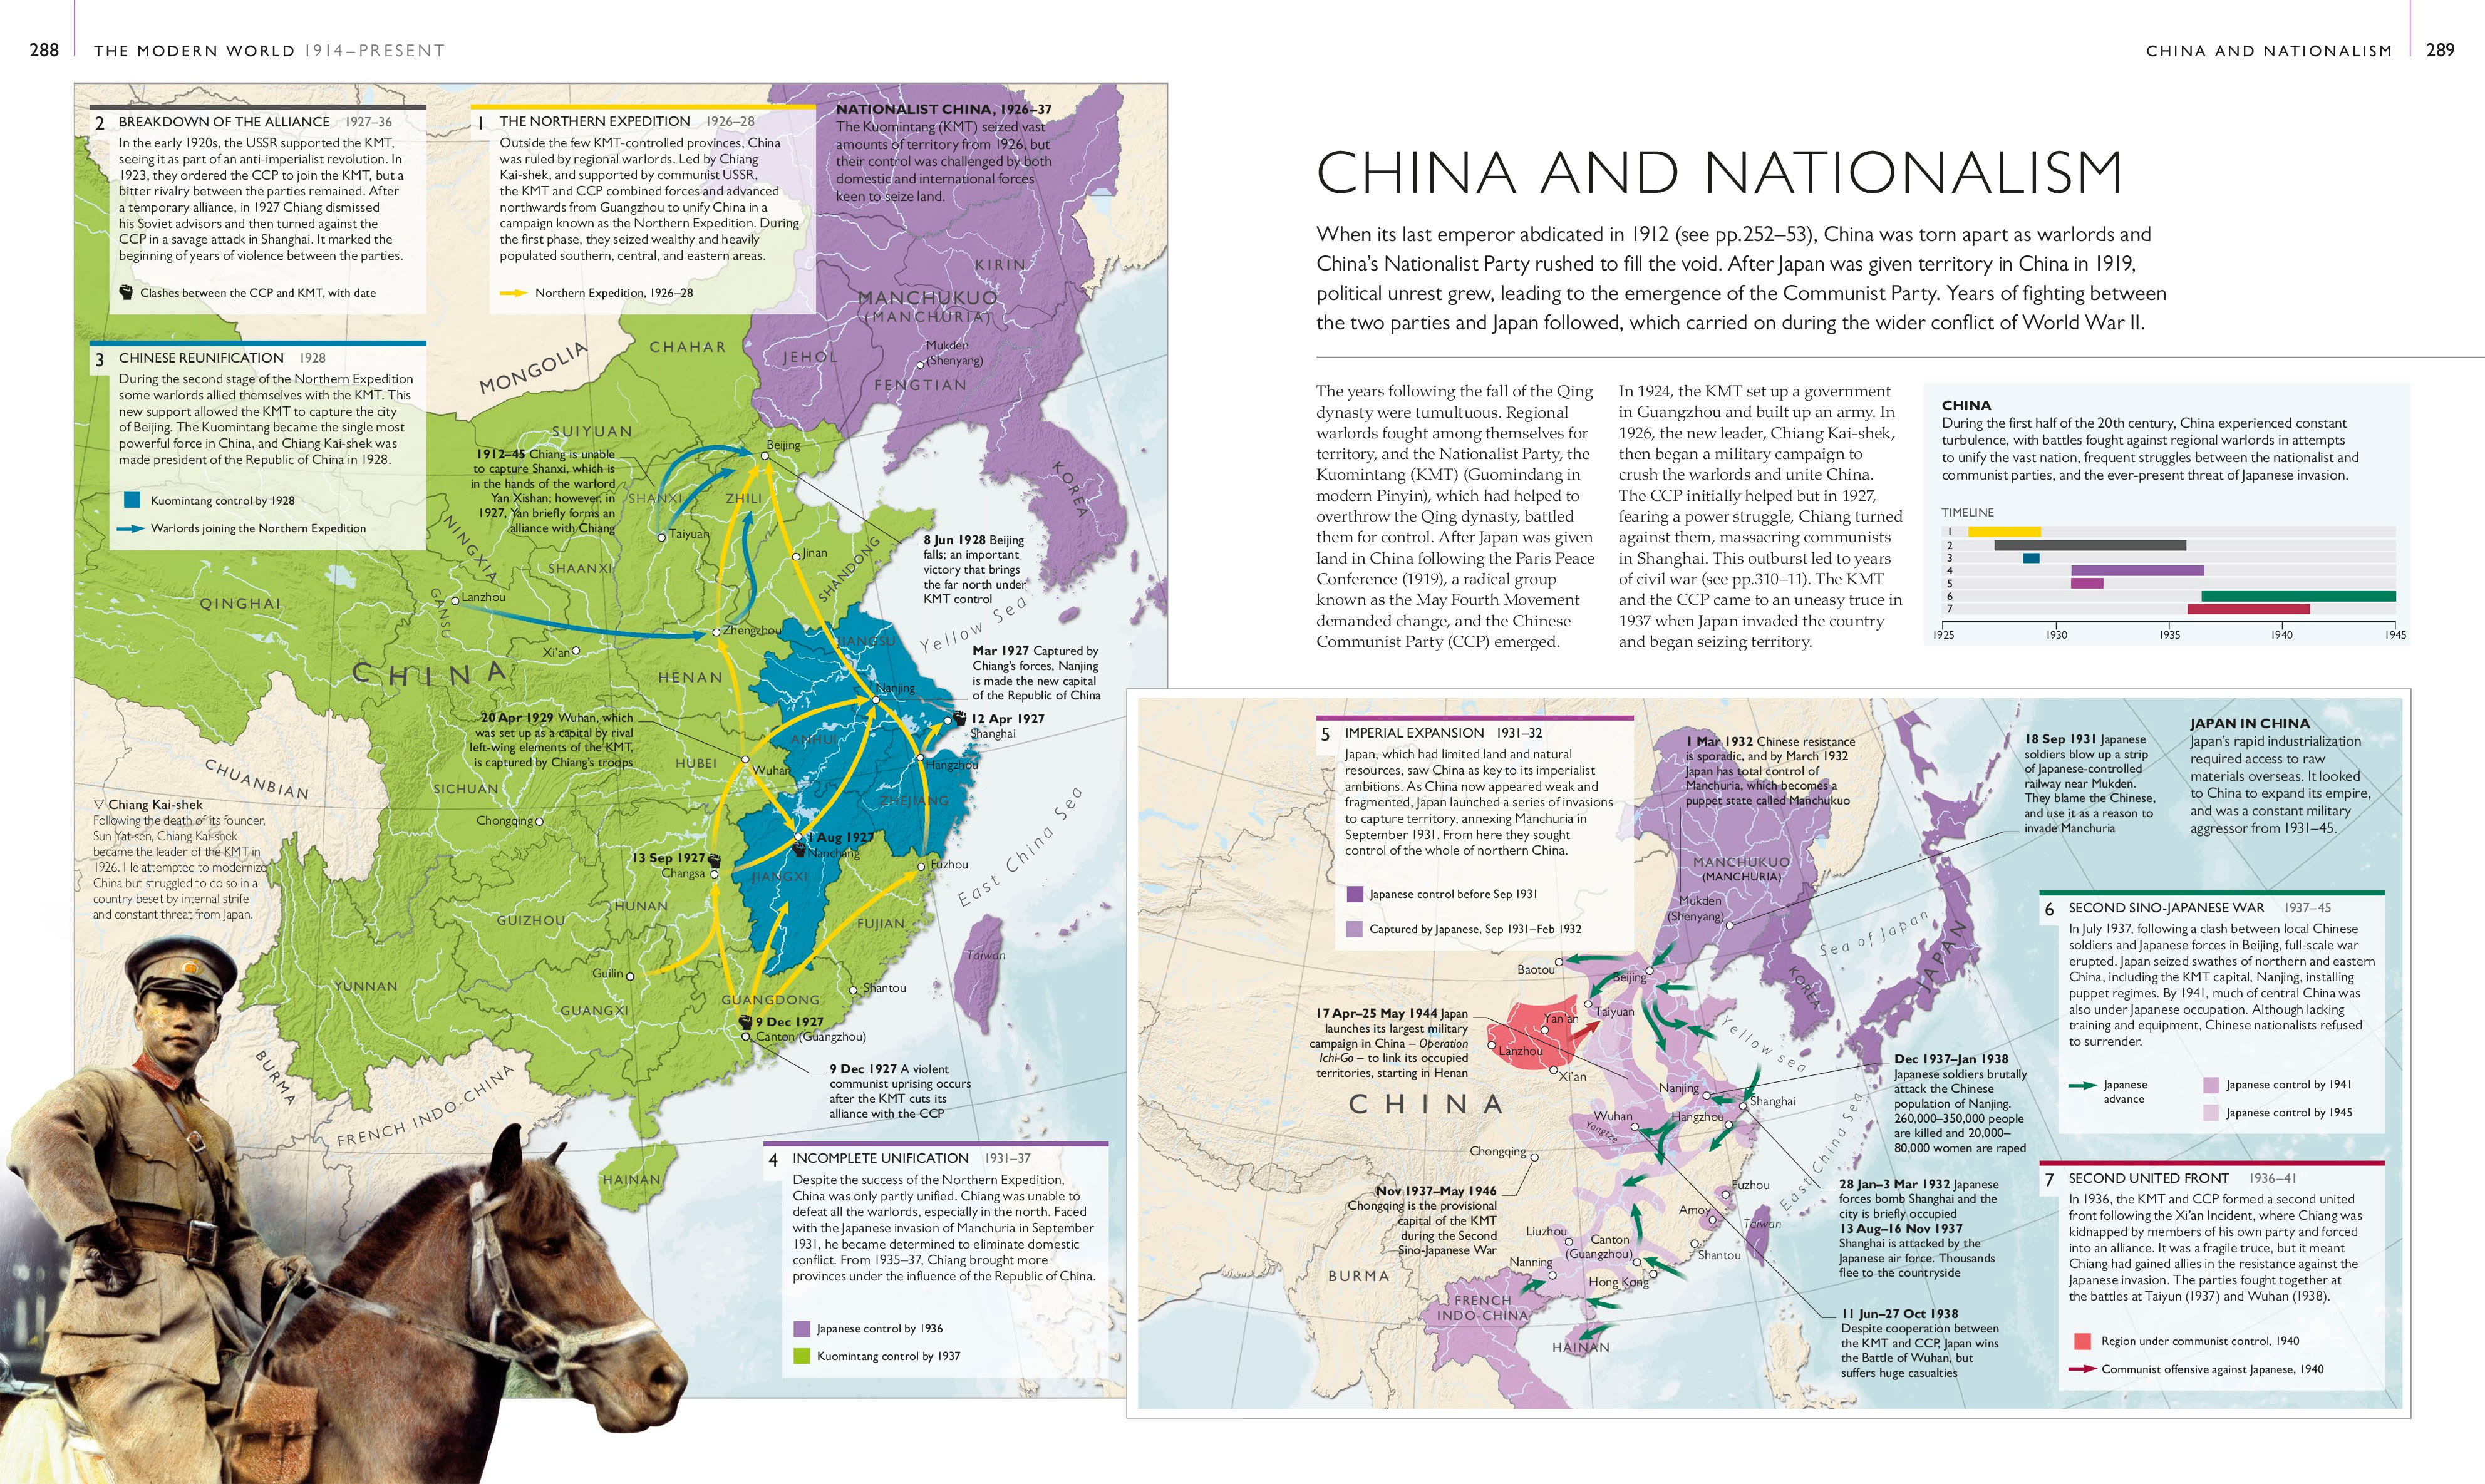 288
THE MODERN WORLD 1914–PRESENT
CHINA AND NATIONALISM
289
2 BREAKDOWN OF THE ALLIANCE 1927–36
In the early 1920s, the USSR supported the KMT,
seeing it as part of an anti-imperialist revolution. In
1923, they ordered the CCP to join the KMT, but a
bitter rivalry between the parties remained. After
a temporary alliance, in 1927 Chiang dismissed
his Soviet advisors and then turned against the
CCP in a savage attack in Shanghai. It marked the
beginning of years of violence between the parties.
Clashes between the CCP and KMT, with date
1 THE NORTHERN EXPEDITION 1926–28
Outside the few KMT-controlled provinces, China
was ruled by regional warlords. Led by Chiang
Kai-shek, and supported by communist USSR,
the KMT and CCP combined forces and advanced
northwards from Guangzhou to unify China in a
campaign known as the Northern Expedition. During
the first phase, they seized wealthy and heavily
populated southern, central, and eastern areas.
Northern Expedition, 1926–28
NATIONALIST CHINA, 1926–37
The Kuomintang (KMT) seized vast
amounts of territory from 1926, but
their control was challenged by both
domestic and international forces
keen to seize land.
3 CHINESE REUNIFICATION 1928
During the second stage of the Northern Expedition
some warlords allied themselves with the KMT. This
new support allowed the KMT to capture the city
of Beijing. The Kuomintang became the single most
powerful force in China, and Chiang Kai-shek was
made president of the Republic of China in 1928.
Kuomintang control by 1928
Warlords joining the Northern Expedition
KIRIN
MANCHUKUO
(MANCHURIA)
Mukden
(Shenyang)
JEHOL
FENGTIAN
CHAHAR
MONGOLIA
SUIYUAN
Beijing
KOREA
1912–45 Chiang is unable
to capture Shanxi, which is
in the hands of the warlord
Yan Xishan; however, in
1927, Yan briefly forms an
alliance with Chiang
SHANXI
ZHILI
Taiyuan
Jinan
SHANDONG
NINGXIA
SHAANXI
8 Jun 1928 Beijing
falls; an important
victory that brings
the far north under
KMT control
QINGHAI
GANSU
Lanzhou
Zhengzhou
JIANGSU
Yellow Sea
Xi'an
CHINA
HENAN
Mar 1927 Captured by
Chiang's forces, Nanjing
is made the new capital
of the Republic of China
Nanjing
20 Apr 1929 Wuhan, which
was set up as a capital by rival
left-wing elements of the KMT,
is captured by Chiang's troops
12 Apr 1927
Shanghai
ANHUI
HUBEI
Wuhan
Hangzhou
CHUANBIAN
SICHUAN
ZHEJIANG
Chongqing
1 Aug 1927
Nanchang
▽ Chiang Kai-shek
Following the death of its founder,
Sun Yat-sen, Chiang Kai-shek
became the leader of the KMT in
1926. He attempted to modernize
China but struggled to do so in a
country beset by internal strife
and constant threat from Japan.
13 Sep 1927
Changsa
JIANGXI
Fuzhou
East China Sea
HUNAN
GUIZHOU
FUJIAN
Taiwan
Guilin
YUNNAN
GUANGXI
GUANGDONG
Shantou
9 Dec 1927
Canton (Guangzhou)
BURMA
FRENCH INDO-CHINA
9 Dec 1927 A violent
communist uprising occurs
after the KMT cuts its
alliance with the CCP
HAINAN
4 INCOMPLETE UNIFICATION 1931–37
Despite the success of the Northern Expedition,
China was only partly unified. Chiang was unable to
defeat all the warlords, especially in the north. Faced
with the Japanese invasion of Manchuria in September
1931, he became determined to eliminate domestic
conflict. From 1935–37, Chiang brought more
provinces under the influence of the Republic of China.
Japanese control by 1936
Kuomintang control by 1937
CHINA AND NATIONALISM
When its last emperor abdicated in 1912 (see pp.252–53), China was torn apart as warlords and
China's Nationalist Party rushed to fill the void. After Japan was given territory in China in 1919,
political unrest grew, leading to the emergence of the Communist Party. Years of fighting between
the two parties and Japan followed, which carried on during the wider conflict of World War II.
The years following the fall of the Qing
dynasty were tumultuous. Regional
warlords fought among themselves for
territory, and the Nationalist Party, the
Kuomintang (KMT) (Guomindang in
modern Pinyin), which had helped to
overthrow the Qing dynasty, battled
them for control. After Japan was given
land in China following the Paris Peace
Conference (1919), a radical group
known as the May Fourth Movement
demanded change, and the Chinese
Communist Party (CCP) emerged.
In 1924, the KMT set up a government
in Guangzhou and built up an army. In
1926, the new leader, Chiang Kai-shek,
then began a military campaign to
crush the warlords and unite China.
The CCP initially helped but in 1927,
fearing a power struggle, Chiang turned
against them, massacring communists
in Shanghai. This outburst led to years
of civil war (see pp.310–11). The KMT
and the CCP came to an uneasy truce in
1937 when Japan invaded the country
and began seizing territory.
CHINA
During the first half of the 20th century, China experienced constant
turbulence, with battles fought against regional warlords in attempts
to unify the vast nation, frequent struggles between the nationalist and
communist parties, and the ever-present threat of Japanese invasion.
TIMELINE
1
2
3
4
5
6
7
1925 1930 1935 1940 1945
5 IMPERIAL EXPANSION 1931–32
Japan, which had limited land and natural
resources, saw China as key to its imperialist
ambitions. As China now appeared weak and
fragmented, Japan launched a series of invasions
to capture territory, annexing Manchuria in
September 1931. From here they sought
control of the whole of northern China.
Japanese control before Sep 1931
Captured by Japanese, Sep 1931–Feb 1932
1 Mar 1932 Chinese resistance
is sporadic, and by March 1932
Japan has total control of
Manchuria, which becomes a
puppet state called Manchukuo
18 Sep 1931 Japanese
soldiers blow up a strip
of Japanese-controlled
railway near Mukden.
They blame the Chinese,
and use it as a reason to
invade Manchuria
JAPAN IN CHINA
Japan's rapid industrialization
required access to raw
materials overseas. It looked
to China to expand its empire,
and was a constant military
aggressor from 1931–45.
MANCHUKUO
(MANCHURIA)
Mukden
(Shenyang)
Sea of Japan
JAPAN
KOREA
Baotou
Beijing
Taiyuan
Yan'an
Lanzhou
Xi'an
Yellow sea
17 Apr–25 May 1944 Japan
launches its largest military
campaign in China – Operation
Ichi-Go – to link its occupied
territories, starting in Henan
CHINA
Nanjing
Shanghai
Wuhan
Hangzhou
Yangtze
Chongqing
East China Sea
Dec 1937–Jan 1938
Japanese soldiers brutally
attack the Chinese
population of Nanjing.
260,000–350,000 people
are killed and 20,000–
80,000 women are raped
Nov 1937–May 1946
Chongqing is the provisional
capital of the KMT
during the Second
Sino-Japanese War
Fuzhou
Amoy
Taiwan
Liuzhou
Canton
(Guangzhou)
Shantou
Nanning
Hong Kong
BURMA
FRENCH
INDO-CHINA
HAINAN
28 Jan–3 Mar 1932 Japanese
forces bomb Shanghai and the
city is briefly occupied
13 Aug–16 Nov 1937
Shanghai is attacked by the
Japanese air force. Thousands
flee to the countryside
11 Jun–27 Oct 1938
Despite cooperation between
the KMT and CCP, Japan wins
the Battle of Wuhan, but
suffers huge casualties
6 SECOND SINO-JAPANESE WAR 1937–45
In July 1937, following a clash between local Chinese
soldiers and Japanese forces in Beijing, full-scale war
erupted. Japan seized swathes of northern and eastern
China, including the KMT capital, Nanjing, installing
puppet regimes. By 1941, much of central China was
also under Japanese occupation. Although lacking
training and equipment, Chinese nationalists refused
to surrender.
Japanese
advance
Japanese control by 1941
Japanese control by 1945
7 SECOND UNITED FRONT 1936–41
In 1936, the KMT and CCP formed a second united
front following the Xi'an Incident, where Chiang was
kidnapped by members of his own party and forced
into an alliance. It was a fragile truce, but it meant
Chiang had gained allies in the resistance against the
Japanese invasion. The parties fought together at
the battles at Taiyun (1937) and Wuhan (1938).
Region under communist control, 1940
Communist offensive against Japanese, 1940